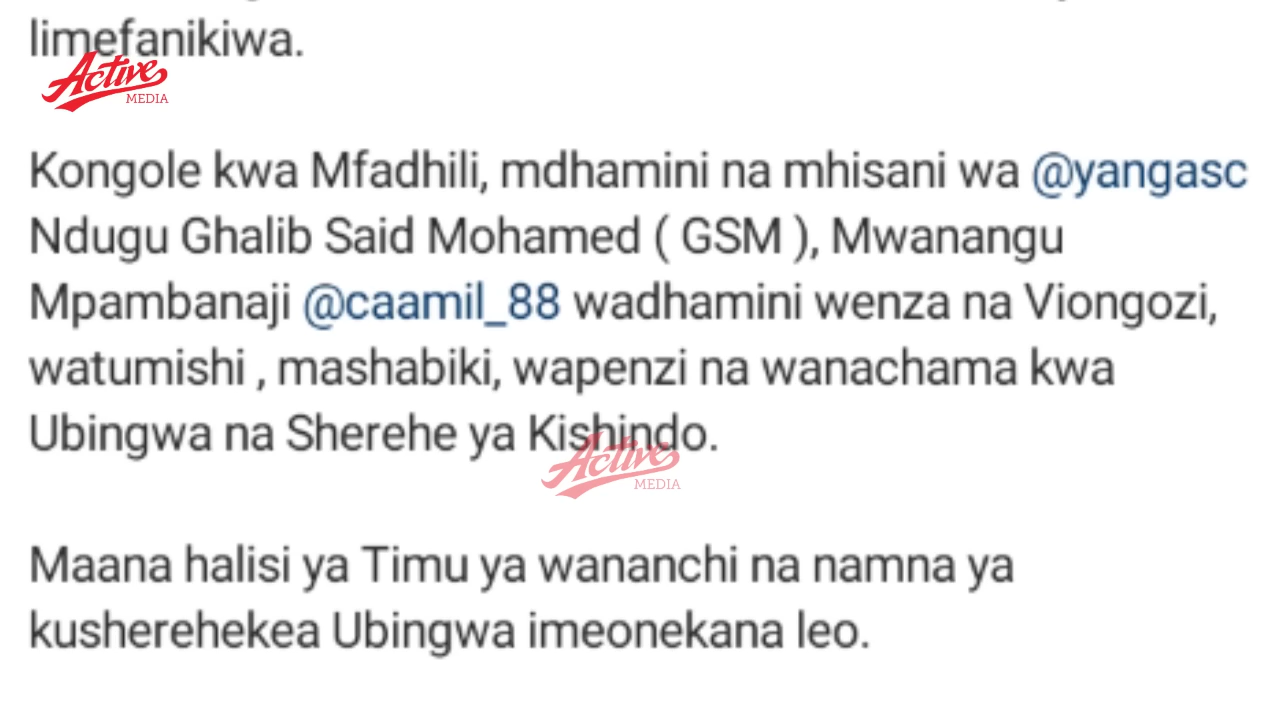 limefanikiwa.
Active
MEDIA
Kongole kwa Mfadhili, mdhamini na mhisani wa @yangasc
Ndugu Ghalib Said Mohamed ( GSM ), Mwanangu
Mpambanaji @caamil_88 wadhamini wenza na Viongozi,
watumishi , mashabiki, wapenzi na wanachama kwa
Ubingwa na Sherehe ya Kishindo.
Active
MEDIA
Maana halisi ya Timu ya wananchi na namna ya
kusherehekea Ubingwa imeonekana leo.